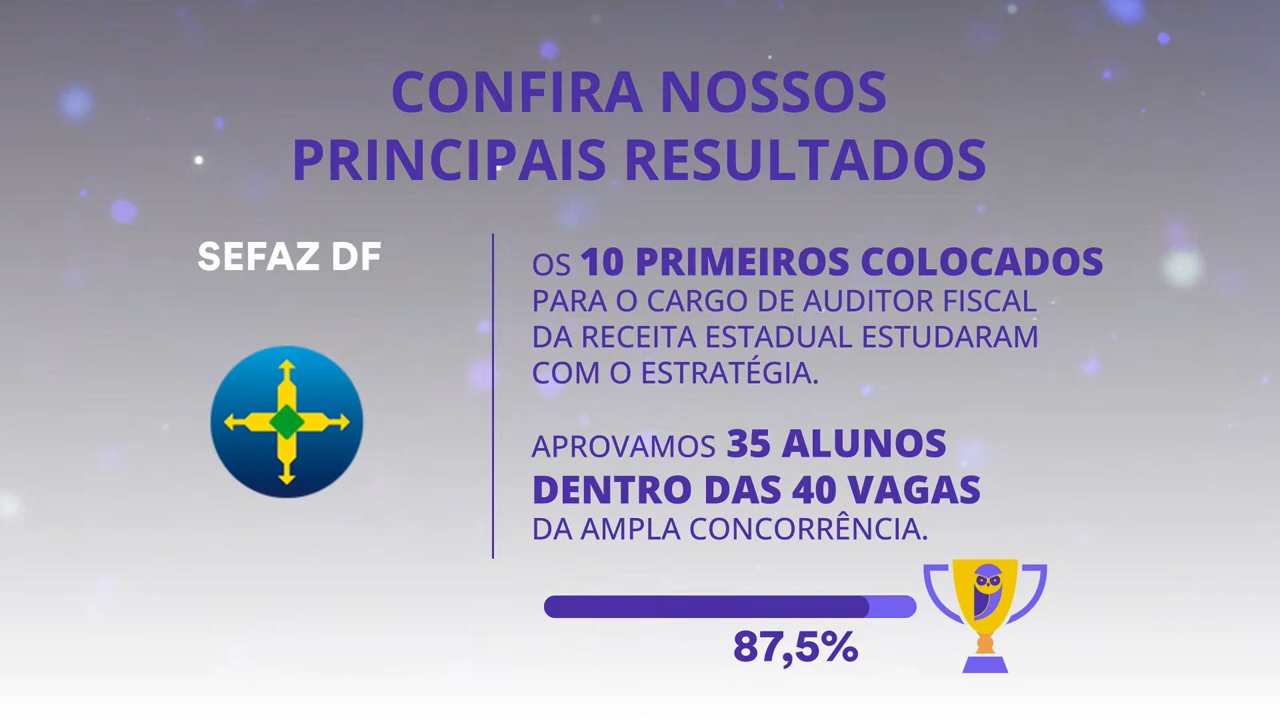 CONFIRA NOSSOS
PRINCIPAIS RESULTADOS
SEFAZ DF
OS 10 PRIMEIROS COLOCADOS
PARA O CARGO DE AUDITOR FISCAL
DA RECEITA ESTADUAL ESTUDARAM
COM O ESTRATÉGIA.
APROVAMOS 35 ALUNOS
DENTRO DAS 40 VAGAS
DA AMPLA CONCORRÊNCIA.
87,5%